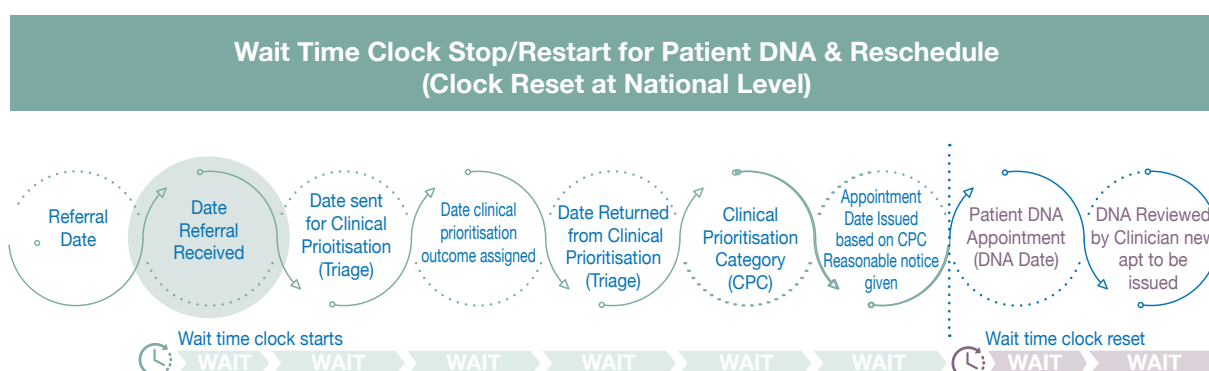 Wait Time Clock Stop/Restart for Patient DNA & Reschedule
(Clock Reset at National Level)
Referral
Date
Date
Referral
Received
Date sent
for Clinical
Prioitisation
(Triage)
Date clinical
prioritisation
outcome assigned
Date Returned
from Clinical
Prioritisation
(Triage)
Clinical
Prioritisation
Category
(CPC)
Appointment
Date Issued
based on CPC
Reasonable notice
given
Patient DNA
Appointment
(DNA Date)
DNA Reviewed
by Clinician new
apt to be
issued
Wait time clock starts
Wait time clock reset
WAIT WAIT WAIT WAIT WAIT WAIT WAIT WAIT